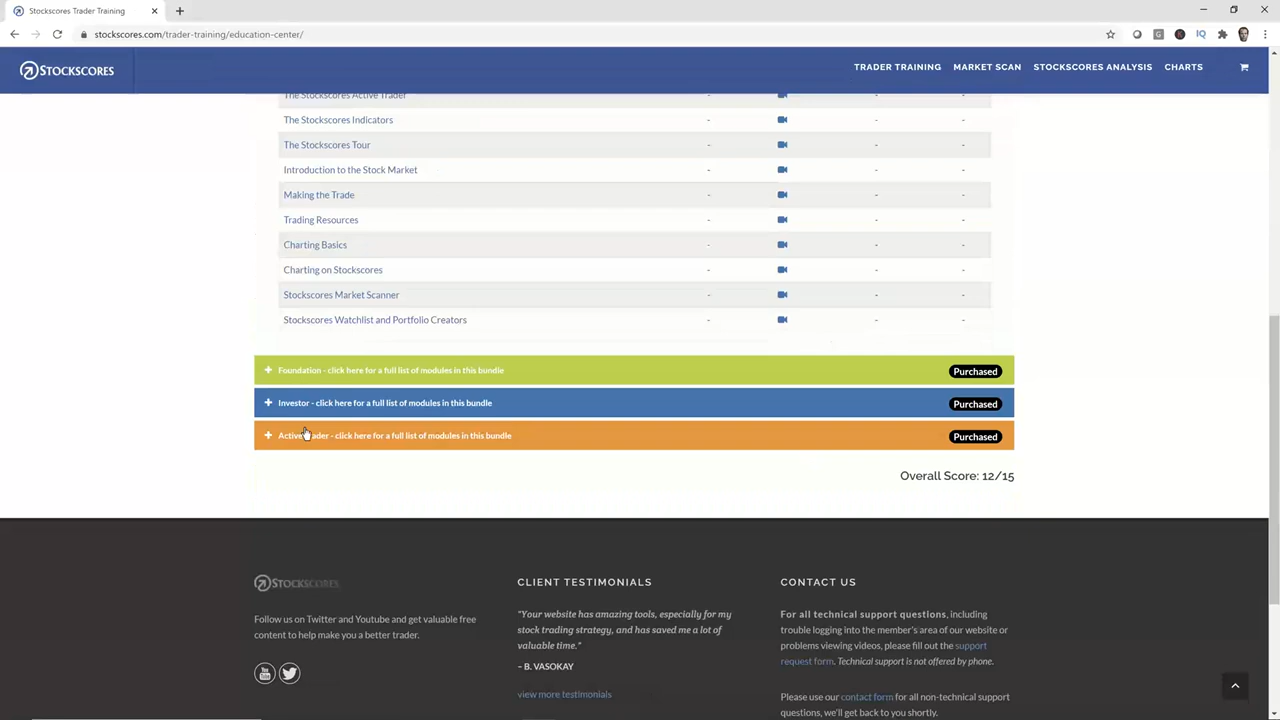 Stockscores Trader Training
stockscores.com/trader-training/education-center/
STOCKSCORES
TRADER TRAINING
MARKET SCAN
STOCKSCORES ANALYSIS
CHARTS
The Stockscores Active Trader
The Stockscores Indicators
The Stockscores Tour
Introduction to the Stock Market
Making the Trade
Trading Resources
Charting Basics
Charting on Stockscores
Stockscores Market Scanner
Stockscores Watchlist and Portfolio Creators
Foundation - click here for a full list of modules in this bundle
Purchased
Investor - click here for a full list of modules in this bundle
Purchased
Active Trader - click here for a full list of modules in this bundle
Purchased
Overall Score: 12/15
STOCKSCORES
Follow us on Twitter and Youtube and get valuable free
content to help make you a better trader.
CLIENT TESTIMONIALS
"Your website has amazing tools, especially for my
stock trading strategy, and has saved me a lot of
valuable time."
– B. VASOKAY
view more testimonials
CONTACT US
For all technical support questions, including
trouble logging into the member's area of our website or
problems viewing videos, please fill out the support
request form. Technical support is not offered by phone.
Please use our contact form for all non-technical support
questions, we'll get back to you shortly.